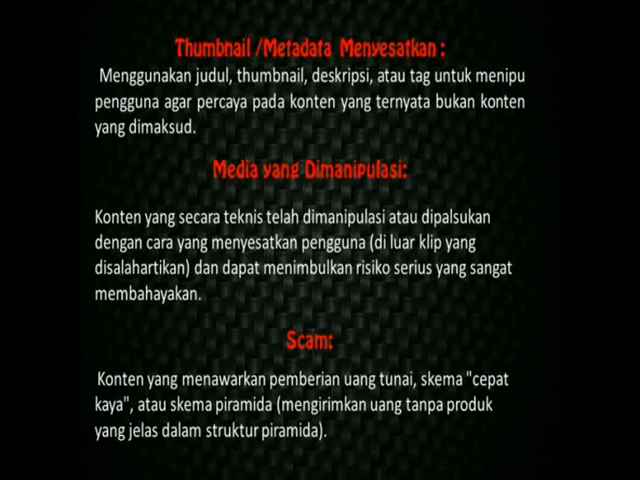 Thumbnail /Metadata Menyesatkan :
Menggunakan judul, thumbnail, deskripsi, atau tag untuk menipu
pengguna agar percaya pada konten yang ternyata bukan konten
yang dimaksud.
Media yang Dimanipulasi:
Konten yang secara teknis telah dimanipulasi atau dipalsukan
dengan cara yang menyesatkan pengguna (di luar klip yang
disalahartikan) dan dapat menimbulkan risiko serius yang sangat
membahayakan.
Scam:
Konten yang menawarkan pemberian uang tunai, skema "cepat
kaya", atau skema piramida (mengirimkan uang tanpa produk
yang jelas dalam struktur piramida).